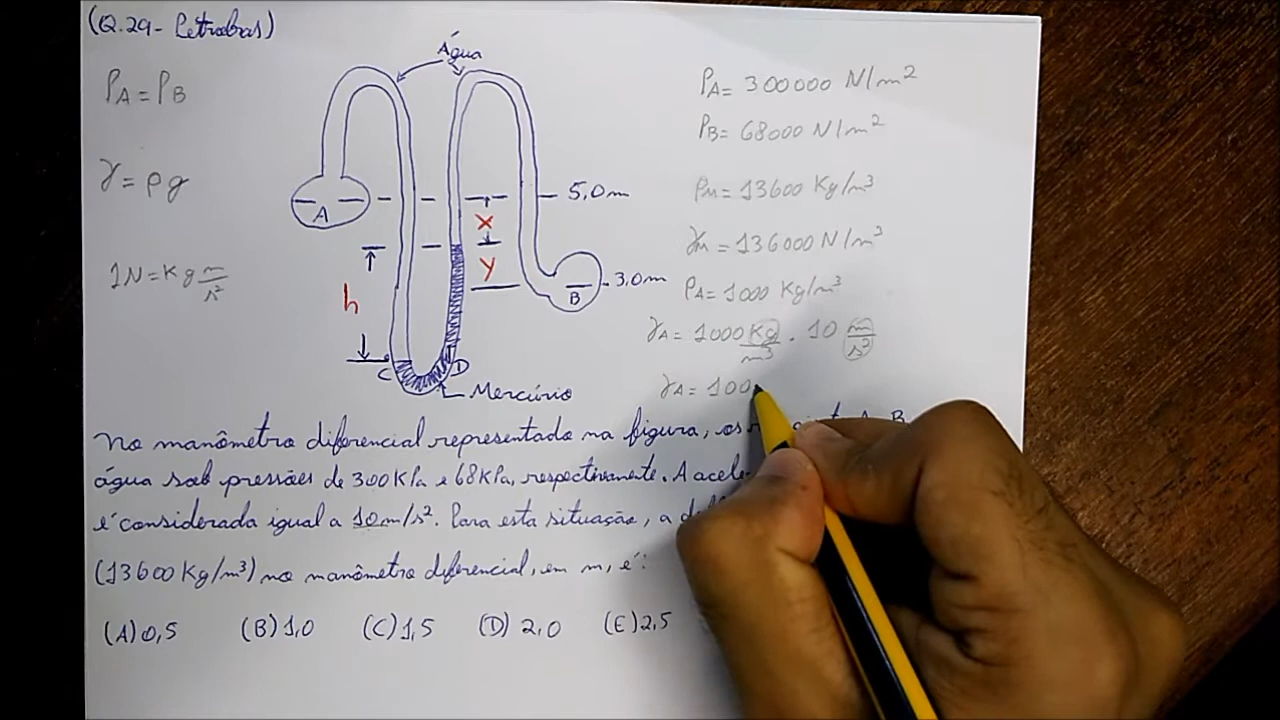 (Q.29 - Petrobras)
PA = PB
γ = ρg
1N = Kg m/s²
Água
A
5,0m
x
y
h
B
3,0m
C
D
Mercúrio
PA = 300000 N/m²
PB = 68000 N/m²
ρM = 13600 Kg/m³
γM = 136000 N/m³
ρA = 1000 Kg/m³
γA = 1000 Kg/m³ . 10 m/s²
γA = 100
No manômetro diferencial representado na figura, os A B
água sob pressões de 300KPa e 68KPa, respectivamente. A
é considerada igual a 10m/s². Para esta situação, a
(13600 Kg/m³) no manômetro diferencial, em m, é:
(A) 0,5 (B) 1,0 (C) 1,5 (D) 2,0 (E) 2,5